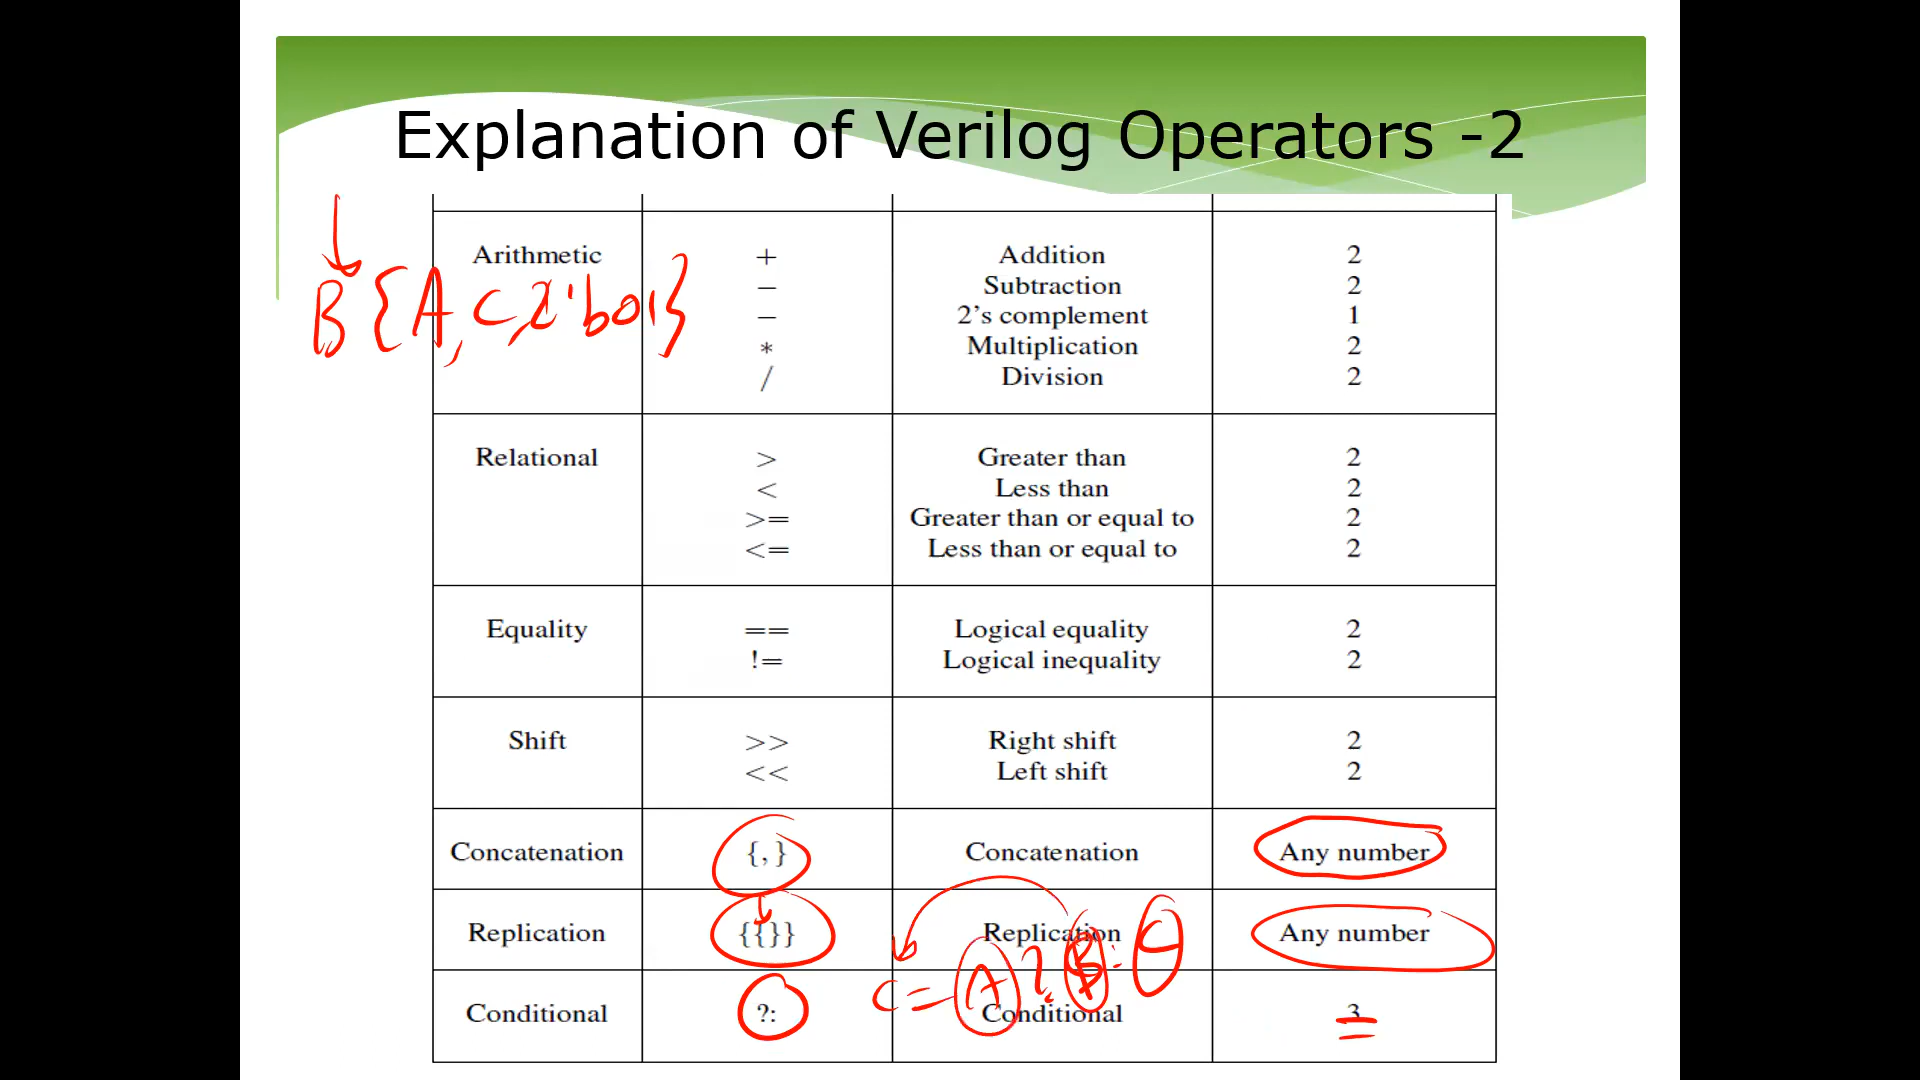 Explanation of Verilog Operators -2
Arithmetic + Addition 2
− Subtraction 2
− 2's complement 1
* Multiplication 2
/ Division 2
B {A, C, 2'b01}
Relational > Greater than 2
< Less than 2
>= Greater than or equal to 2
<= Less than or equal to 2
Equality == Logical equality 2
!= Logical inequality 2
Shift >> Right shift 2
<< Left shift 2
Concatenation {,} Concatenation Any number
Replication {{}} Replication Any number
C = A ? B : C
Conditional ?: Conditional 3